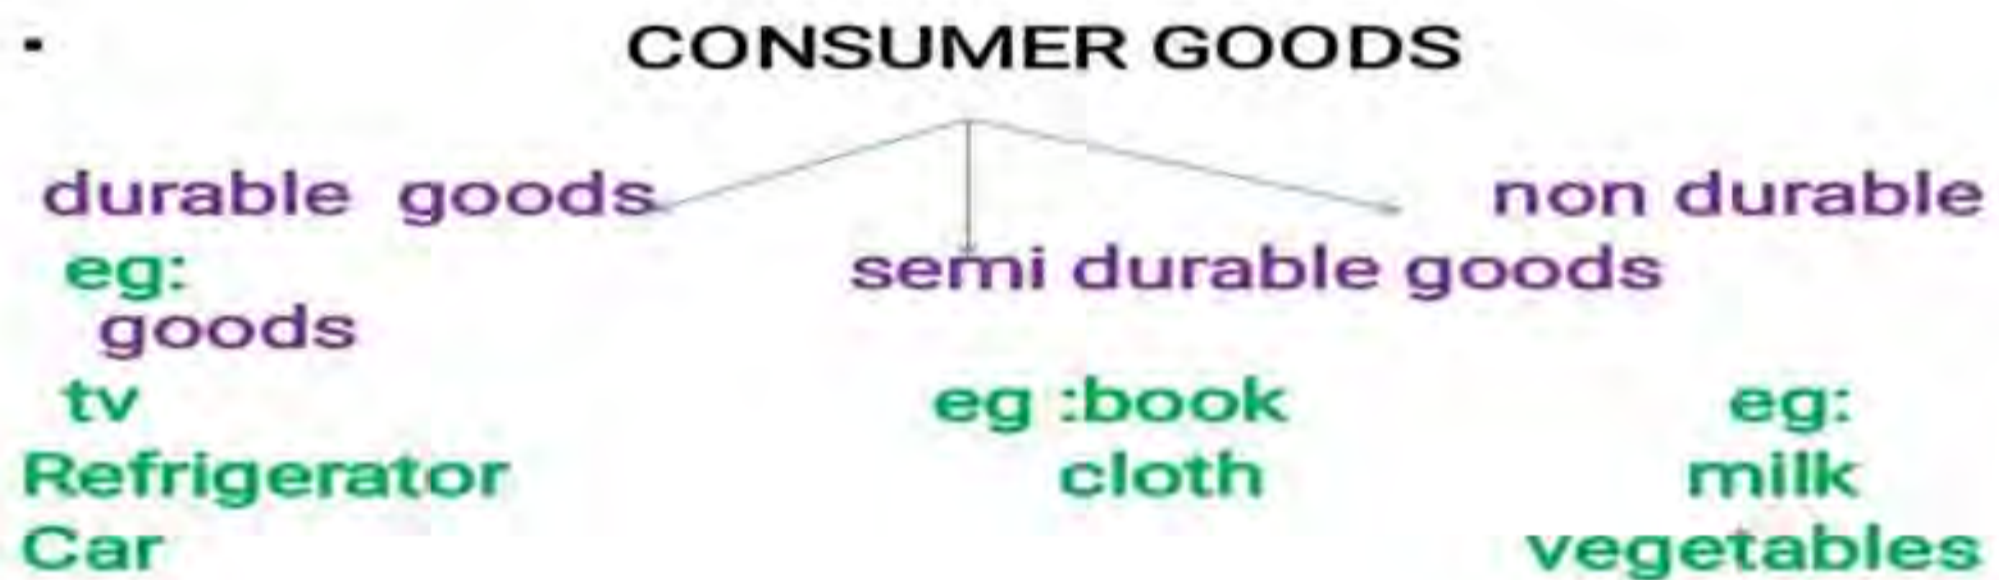 CONSUMER GOODS
durable goods
non durable
eg:
semi durable goods
goods
tv
eg :book
eg:
Refrigerator
cloth
milk
Car
vegetables